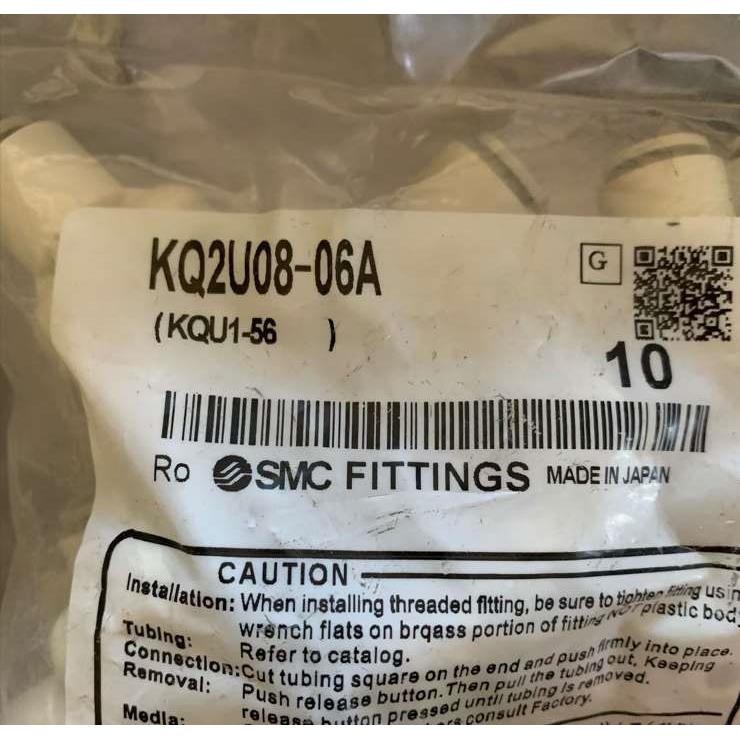 KQ2U08-06A
G
(KQU1-56 )
10
Ro SMC FITTINGS MADE IN JAPAN
CAUTION
Installation: When installing threaded fitting, be sure to tighten fitting using
wrench flats on brqass portion of fitting NOT plastic body
Tubing: Refer to catalog.
Connection: Cut tubing square on the end and push firmly into place.
Removal: Push release button. Then pull the tubing out, Keeping
release button pressed until tubing is removed.
Media: consult Factory.